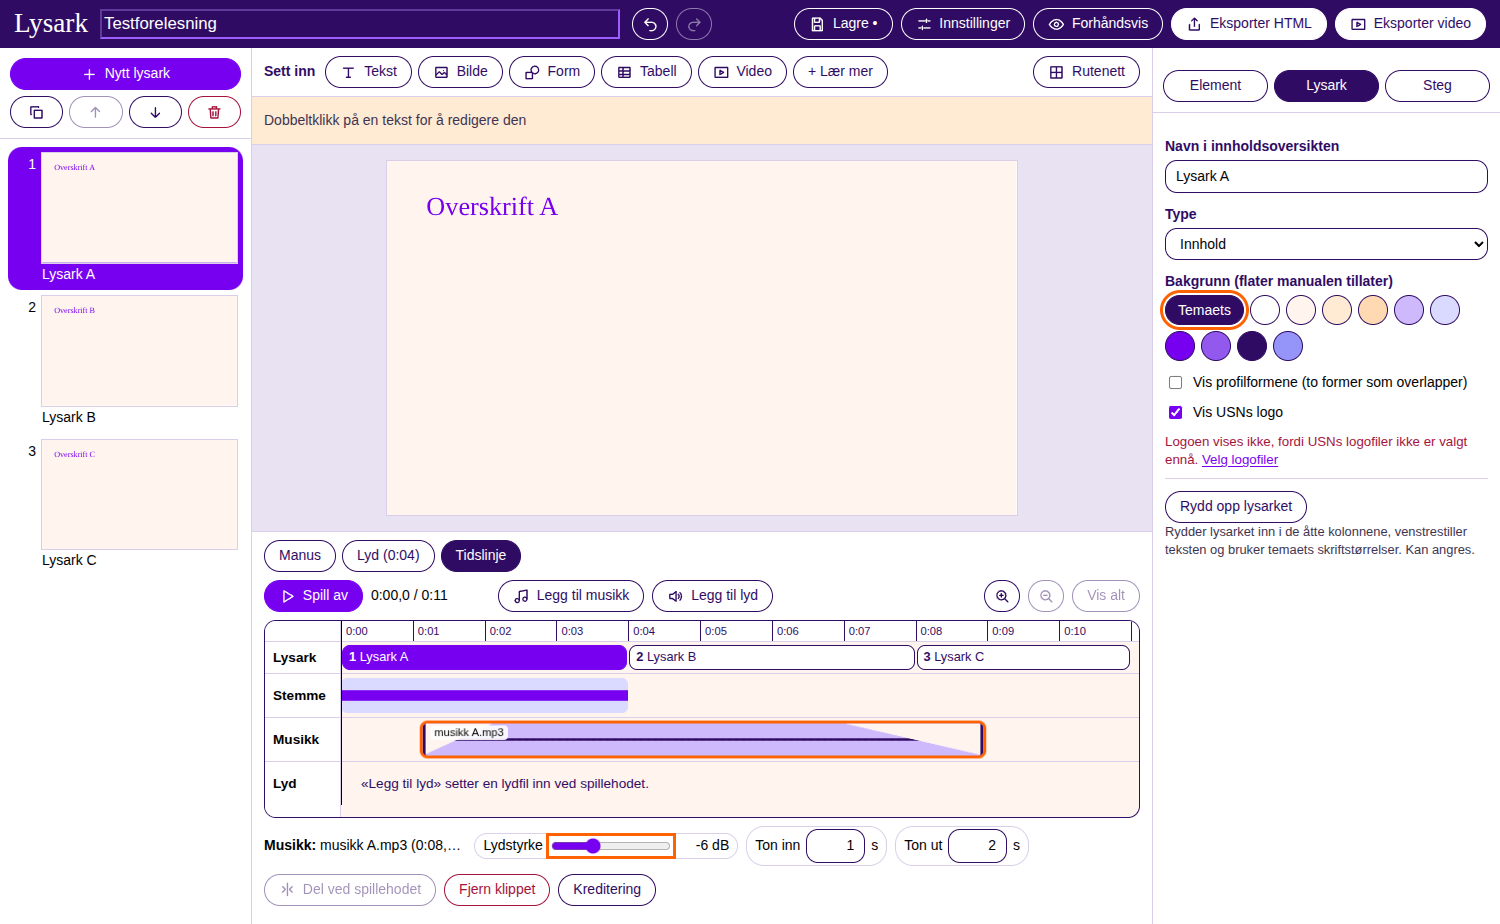 Lysark Testforelesning Lagre • Innstillinger Forhåndsvis Eksporter HTML Eksporter video
Nytt lysark
1 Overskrift A
Lysark A
2 Overskrift B
Lysark B
3 Overskrift C
Lysark C
Sett inn Tekst Bilde Form Tabell Video + Lær mer Rutenett
Dobbeltklikk på en tekst for å redigere den
Overskrift A
Manus Lyd (0:04) Tidslinje
Spill av 0:00,0 / 0:11 Legg til musikk Legg til lyd Vis alt
0:00 0:01 0:02 0:03 0:04 0:05 0:06 0:07 0:08 0:09 0:10
Lysark 1 Lysark A 2 Lysark B 3 Lysark C
Stemme
Musikk musikk A.mp3
Lyd «Legg til lyd» setter en lydfil inn ved spillehodet.
Musikk: musikk A.mp3 (0:08,… Lydstyrke -6 dB Ton inn 1 s Ton ut 2 s
Del ved spillehodet Fjern klippet Kreditering
Element Lysark Steg
Navn i innholdsoversikten
Lysark A
Type
Innhold
Bakgrunn (flater manualen tillater)
Temaets
Vis profilformene (to former som overlapper)
Vis USNs logo
Logoen vises ikke, fordi USNs logofiler ikke er valgt
ennå. Velg logofiler
Rydd opp lysarket
Rydder lysarket inn i de åtte kolonnene, venstrestiller
teksten og bruker temaets skriftstørrelser. Kan angres.